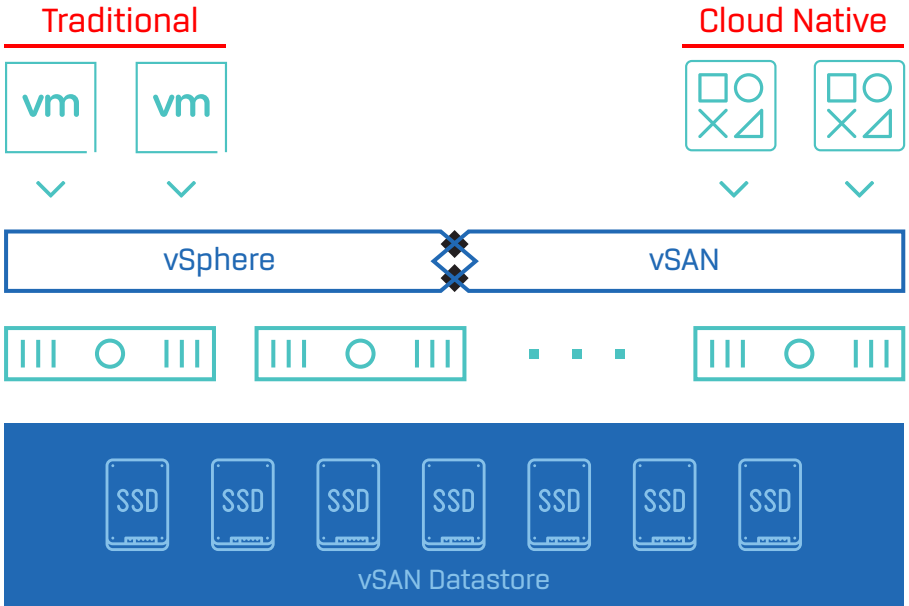 Traditional
Cloud Native
vm
vm
vSphere
vSAN
SSD
SSD
SSD
SSD
SSD
SSD
SSD
vSAN Datastore